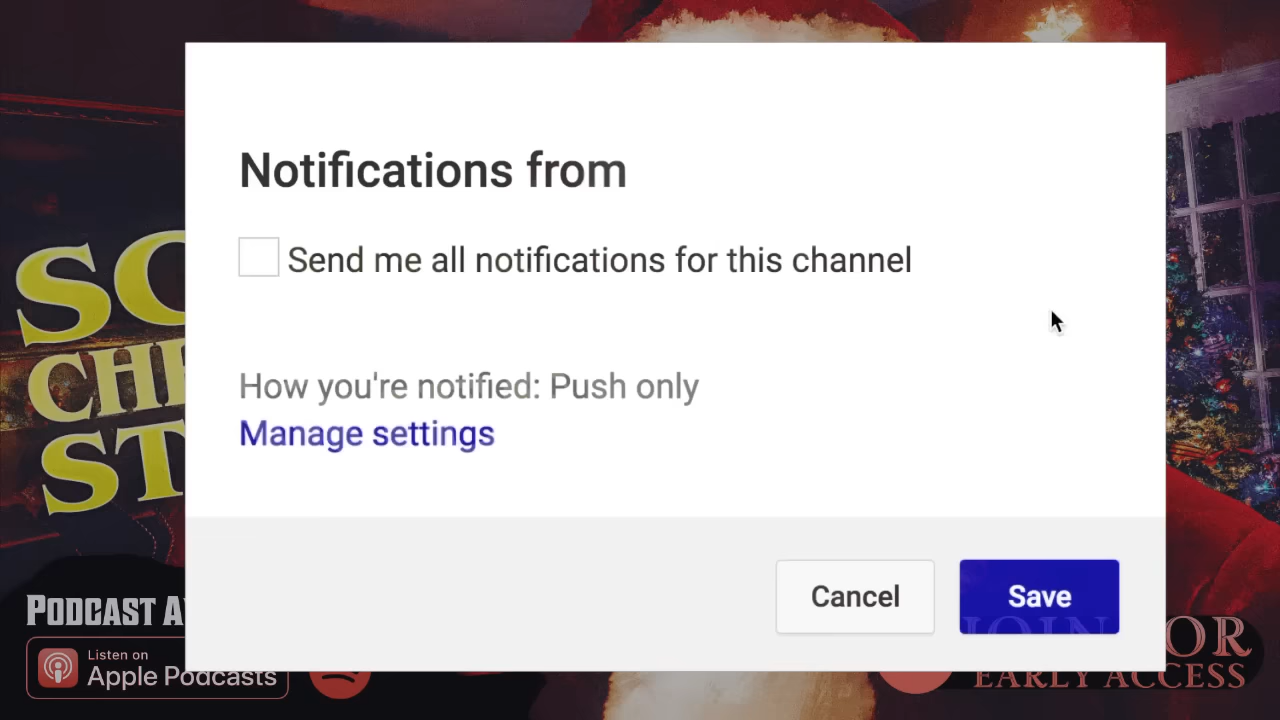 Notifications from
Send me all notifications for this channel
How you're notified: Push only
Manage settings
Cancel
Save
Listen on
Apple Podcasts
JOIN
EARLY ACCESS